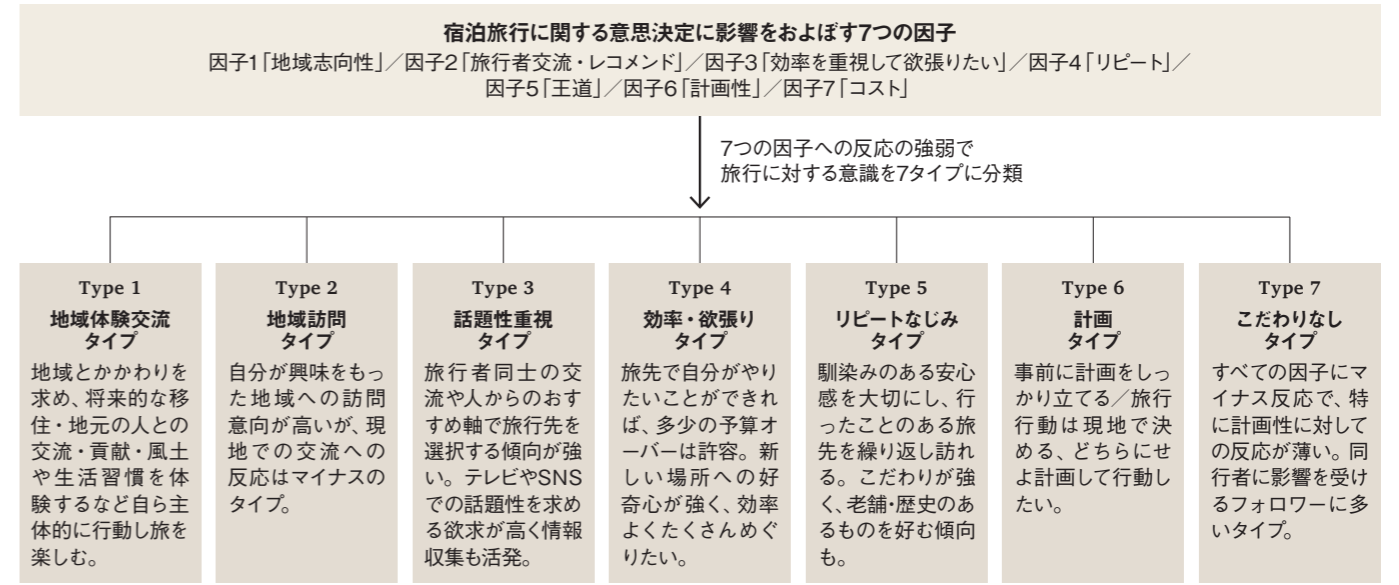 宿泊旅行に関する意思決定に影響をおよぼす7つの因子
因子1「地域志向性」／因子2「旅行者交流・レコメンド」／因子3「効率を重視して欲張りたい」／因子4「リピート」／
因子5「王道」／因子6「計画性」／因子7「コスト」
7つの因子への反応の強弱で
旅行に対する意識を7タイプに分類
Type 1
地域体験交流
タイプ
地域とかかわりを
求め、将来的な移
住・地元の人との
交流・貢献・風土
や生活習慣を体
験するなど自ら主
体的に行動し旅を
楽しむ。
Type 2
地域訪問
タイプ
自分が興味をもっ
た地域への訪問
意向が高いが、現
地での交流への
反応はマイナスの
タイプ。
Type 3
話題性重視
タイプ
旅行者同士の交
流や人からのおす
すめ軸で旅行先を
選択する傾向が強
い。テレビやSNS
での話題性を求め
る欲求が高く情報
収集も活発。
Type 4
効率・欲張り
タイプ
旅先で自分がやり
たいことができれ
ば、多少の予算オ
ーバーは許容。新
しい場所への好
奇心が強く、効率
よくたくさんめぐ
りたい。
Type 5
リピートなじみ
タイプ
馴染みのある安心
感を大切にし、行
ったことのある旅
先を繰り返し訪れ
る。こだわりが強
く、老舗・歴史のあ
るものを好む傾向
も。
Type 6
計画
タイプ
事前に計画をしっ
かり立てる／旅行
行動は現地で決
める、どちらにせ
よ計画して行動し
たい。
Type 7
こだわりなし
タイプ
すべての因子にマ
イナス反応で、特
に計画性に対して
の反応が薄い。同
行者に影響を受け
るフォロワーに多
いタイプ。